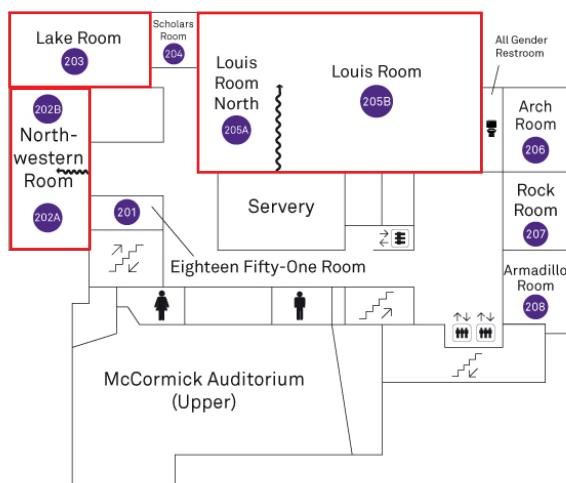 Lake Room
203
Scholars
Room
204
Louis
Room
North
205A
Louis Room
205B
All Gender
Restroom
202B
North-
western
Room
202A
Arch
Room
206
201
Servery
Rock
Room
207
Eighteen Fifty-One Room
Armadillo
Room
208
McCormick Auditorium
(Upper)